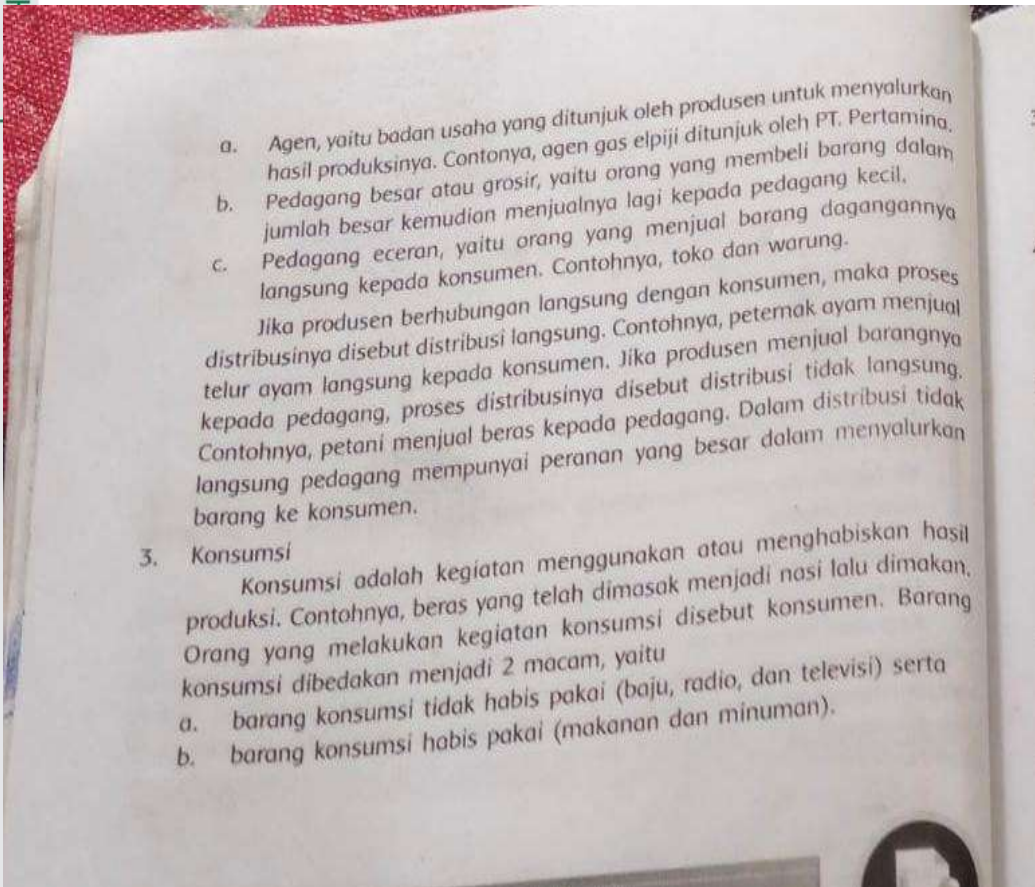 a. Agen, yaitu badan usaha yang ditunjuk oleh produsen untuk menyalurkan
hasil produksinya. Contonya, agen gas elpiji ditunjuk oleh PT. Pertamina.
b. Pedagang besar atau grosir, yaitu orang yang membeli barang dalam
jumlah besar kemudian menjualnya lagi kepada pedagang kecil.
c. Pedagang eceran, yaitu orang yang menjual barang dagangannya
langsung kepada konsumen. Contohnya, toko dan warung.
Jika produsen berhubungan langsung dengan konsumen, maka proses
distribusinya disebut distribusi langsung. Contohnya, peternak ayam menjual
telur ayam langsung kepada konsumen. Jika produsen menjual barangnya
kepada pedagang, proses distribusinya disebut distribusi tidak langsung.
Contohnya, petani menjual beras kepada pedagang. Dalam distribusi tidak
langsung pedagang mempunyai peranan yang besar dalam menyalurkan
barang ke konsumen.
3. Konsumsi
Konsumsi adalah kegiatan menggunakan atau menghabiskan hasil
produksi. Contohnya, beras yang telah dimasak menjadi nasi lalu dimakan.
Orang yang melakukan kegiatan konsumsi disebut konsumen. Barang
konsumsi dibedakan menjadi 2 macam, yaitu
a. barang konsumsi tidak habis pakai (baju, radio, dan televisi) serta
b. barang konsumsi habis pakai (makanan dan minuman).